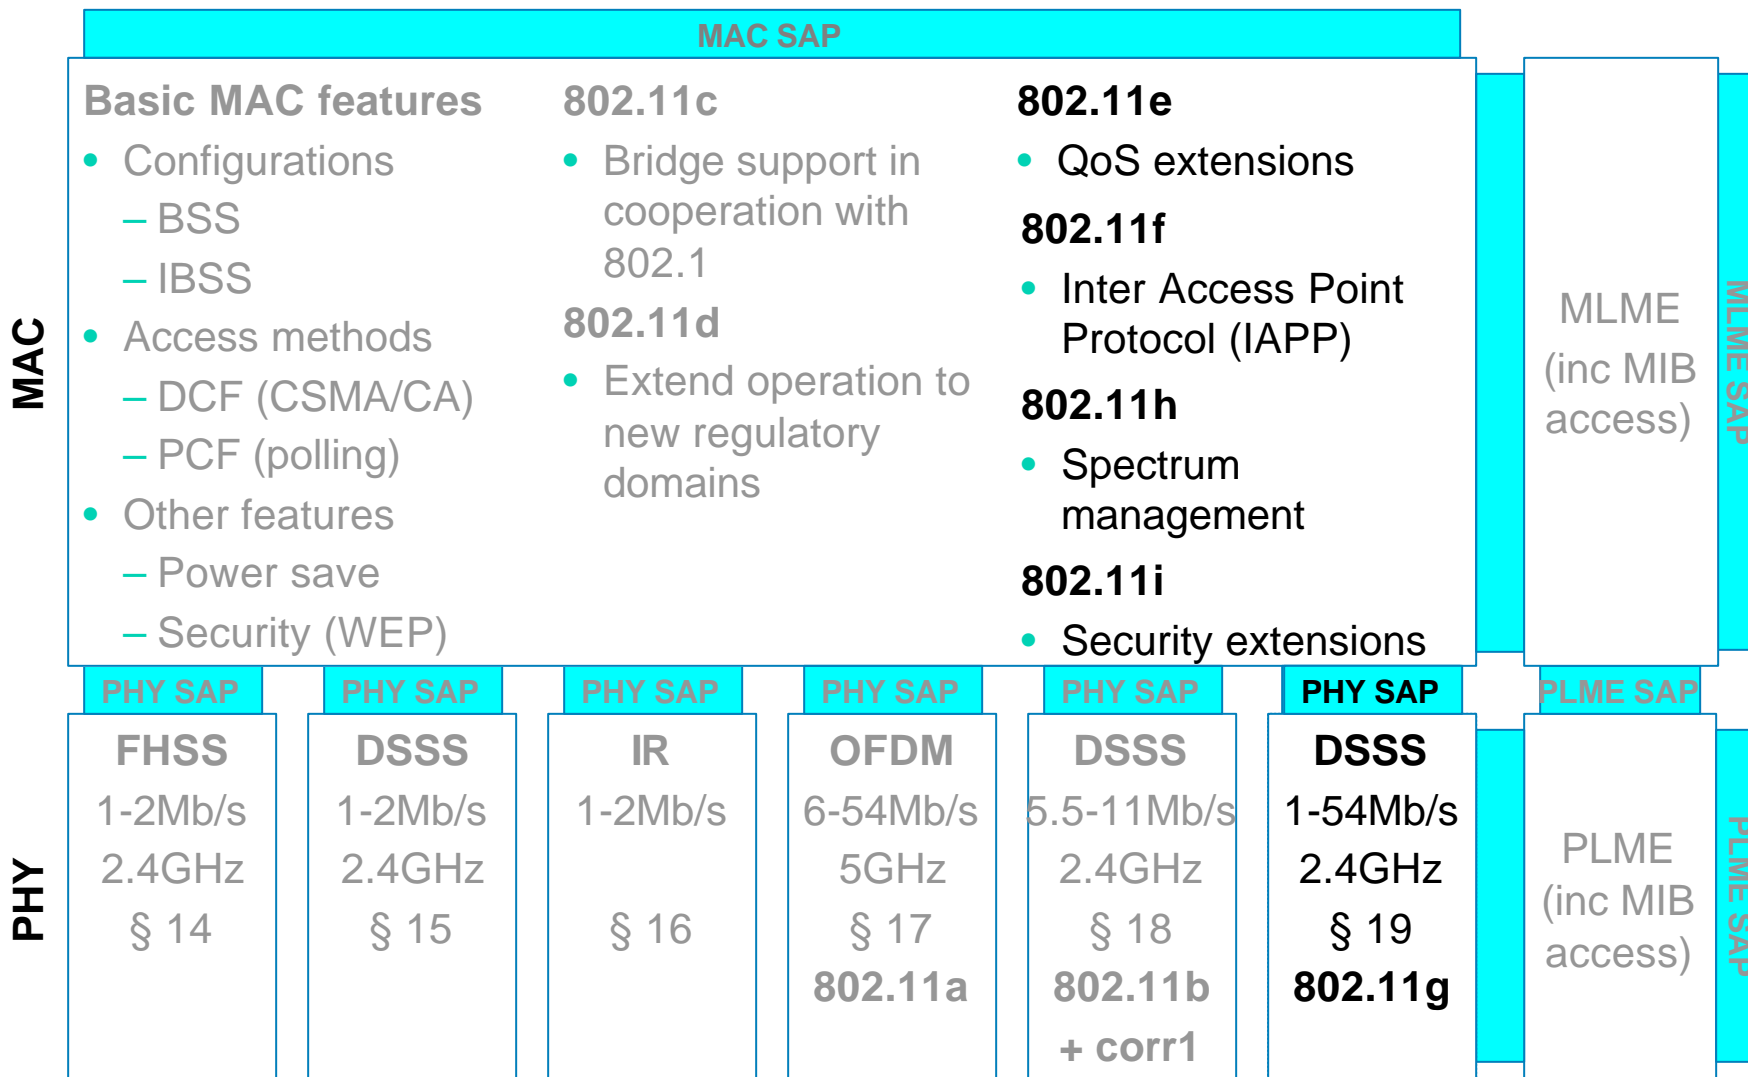 MAC SAP
MAC
Basic MAC features
• Configurations
– BSS
– IBSS
• Access methods
– DCF (CSMA/CA)
– PCF (polling)
• Other features
– Power save
– Security (WEP)
802.11c
• Bridge support in
cooperation with
802.1
802.11d
• Extend operation to
new regulatory
domains
802.11e
• QoS extensions
802.11f
• Inter Access Point
Protocol (IAPP)
802.11h
• Spectrum
management
802.11i
• Security extensions
MLME
(inc MIB
access)
MLME SAP
PHY SAP
PHY SAP
PHY SAP
PHY SAP
PHY SAP
PHY SAP
PLME SAP
PHY
FHSS
1-2Mb/s
2.4GHz
§ 14
DSSS
1-2Mb/s
2.4GHz
§ 15
IR
1-2Mb/s
§ 16
OFDM
6-54Mb/s
5GHz
§ 17
802.11a
DSSS
5.5-11Mb/s
2.4GHz
§ 18
802.11b
+ corr1
DSSS
1-54Mb/s
2.4GHz
§ 19
802.11g
PLME
(inc MIB
access)
PLME SAP